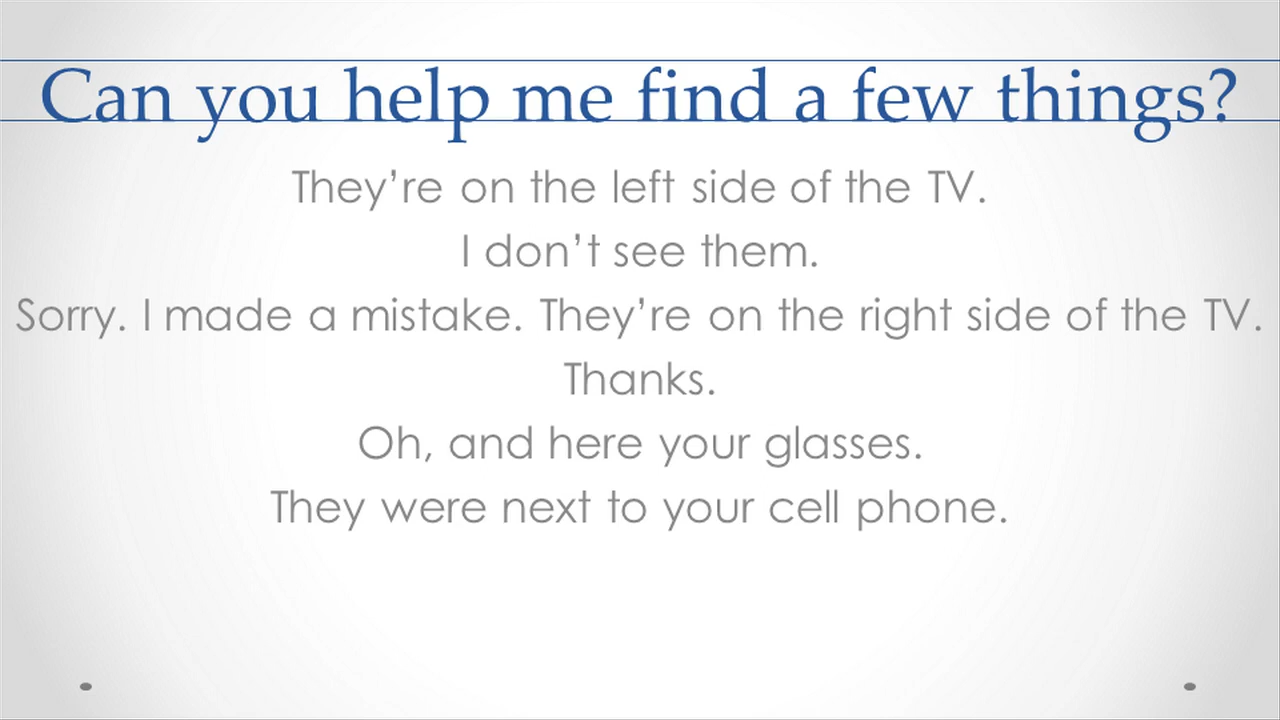 Can you help me find a few things?
They’re on the left side of the TV.
I don’t see them.
Sorry. I made a mistake. They’re on the right side of the TV.
Thanks.
Oh, and here your glasses.
They were next to your cell phone.